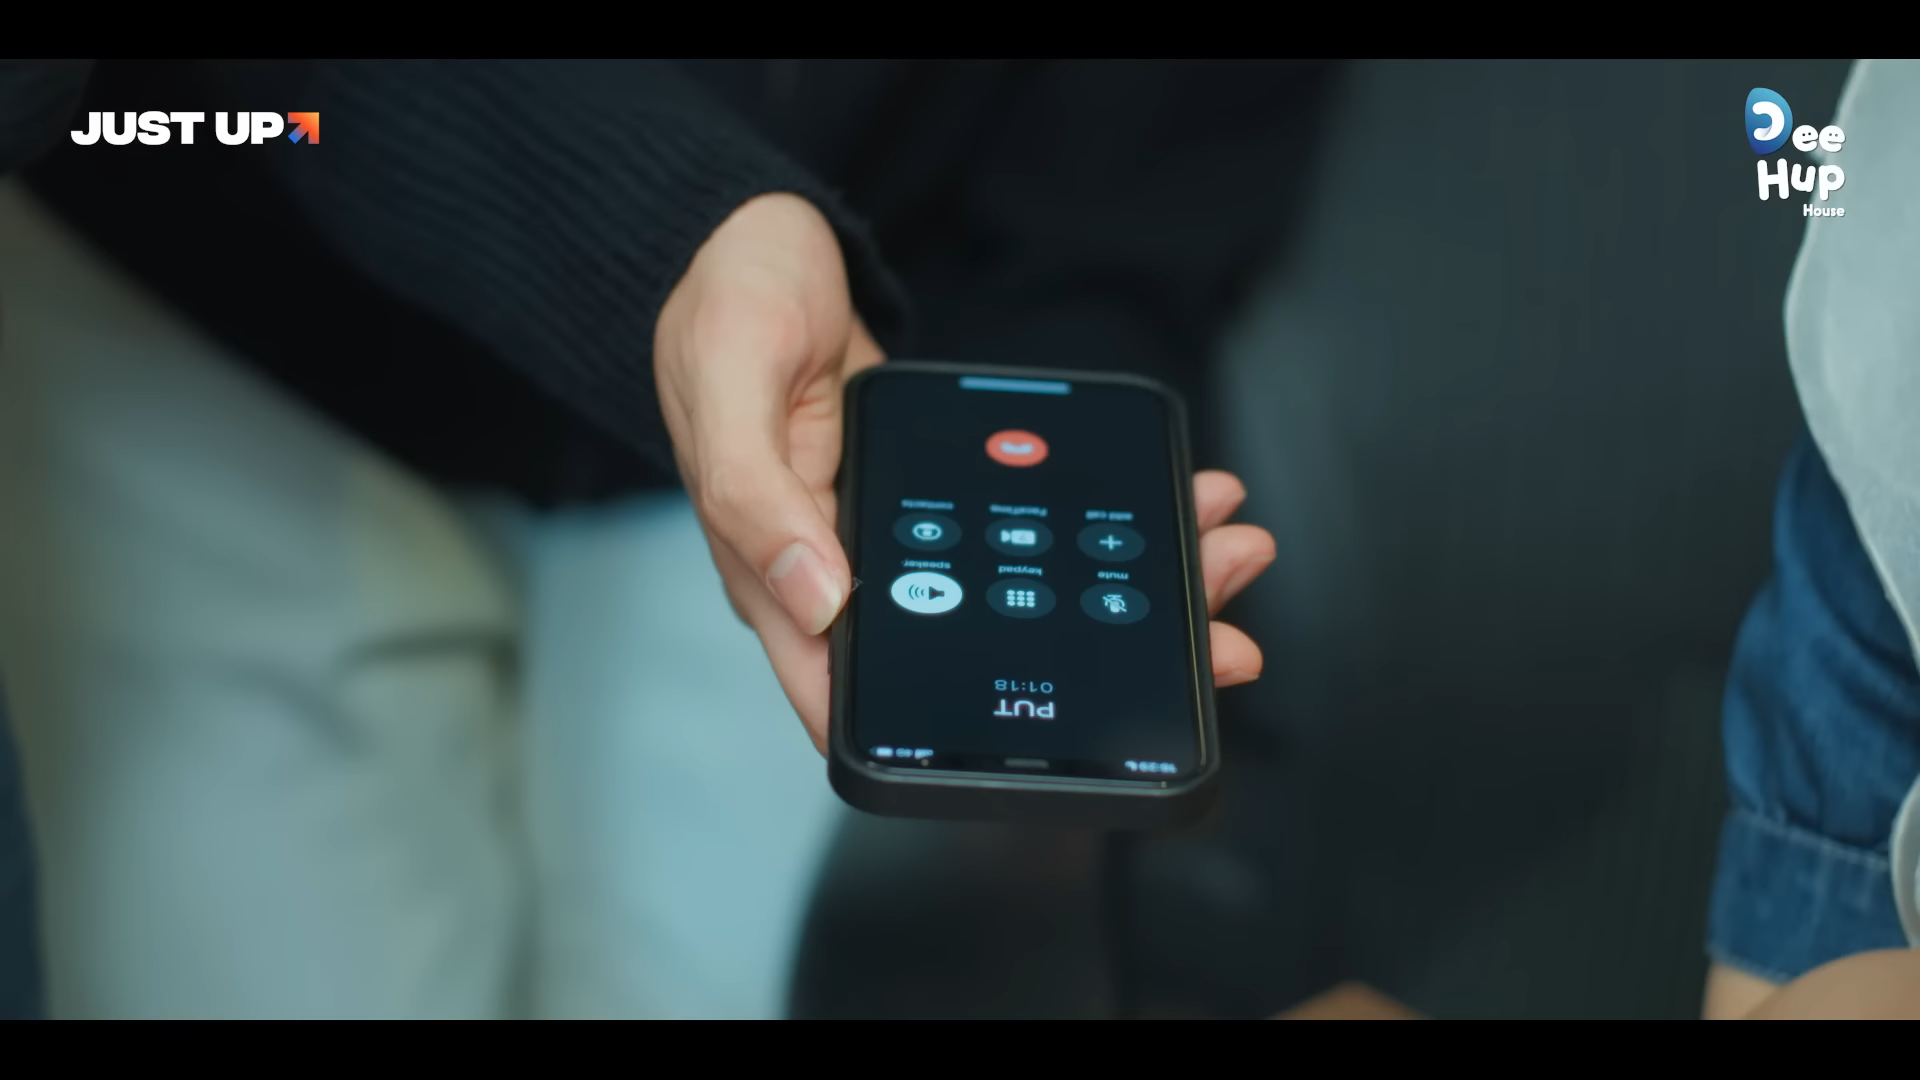 JUST UP
Dee
Hup
House
contacts
FaceTime
add call
speaker
keypad
mute
01:18
PUT